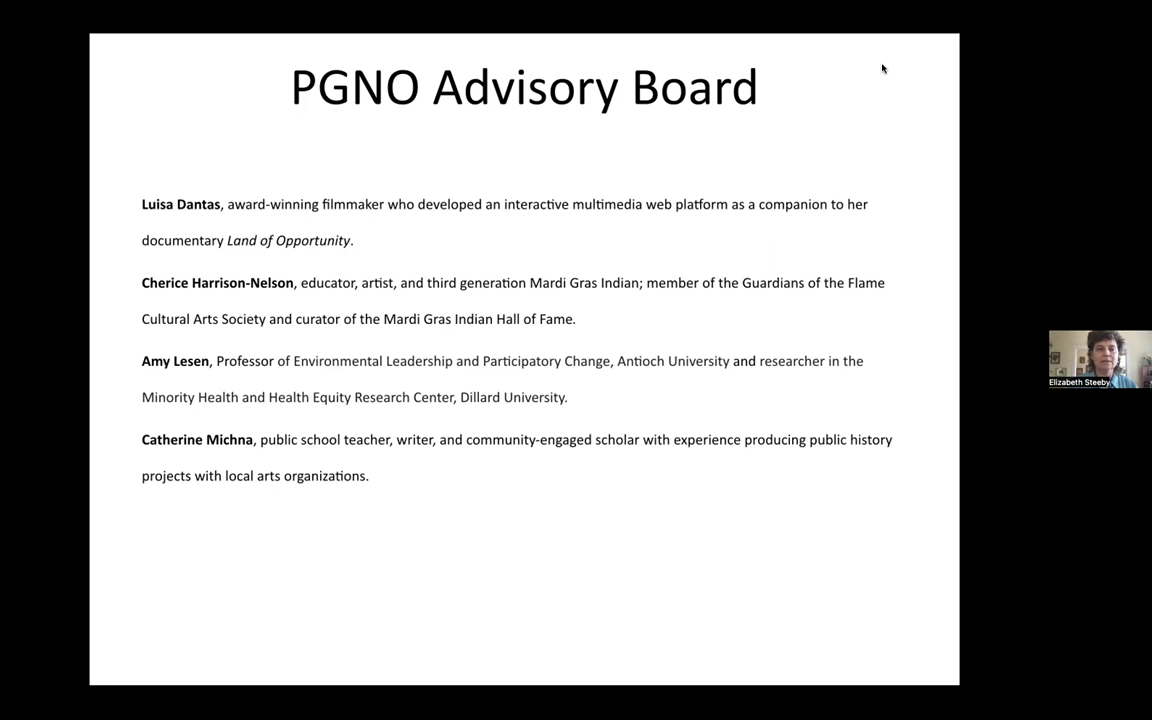 PGNO Advisory Board
Luisa Dantas, award-winning filmmaker who developed an interactive multimedia web platform as a companion to her
documentary Land of Opportunity.
Cherice Harrison-Nelson, educator, artist, and third generation Mardi Gras Indian; member of the Guardians of the Flame
Cultural Arts Society and curator of the Mardi Gras Indian Hall of Fame.
Amy Lesen, Professor of Environmental Leadership and Participatory Change, Antioch University and researcher in the
Minority Health and Health Equity Research Center, Dillard University.
Catherine Michna, public school teacher, writer, and community-engaged scholar with experience producing public history
projects with local arts organizations.
Elizabeth Steeby